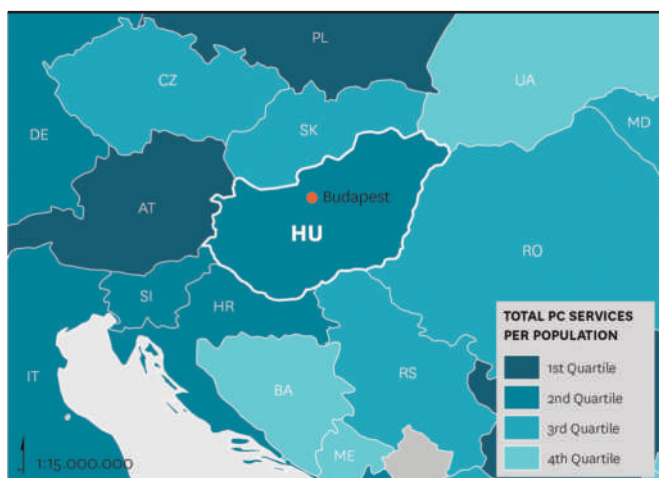 PL
CZ
UA
DE
SK
MD
AT
Budapest
HU
RO
SI
HR
IT
BA
RS
ME
1:15.000.000
TOTAL PC SERVICES
PER POPULATION
1st Quartile
2nd Quartile
3rd Quartile
4th Quartile